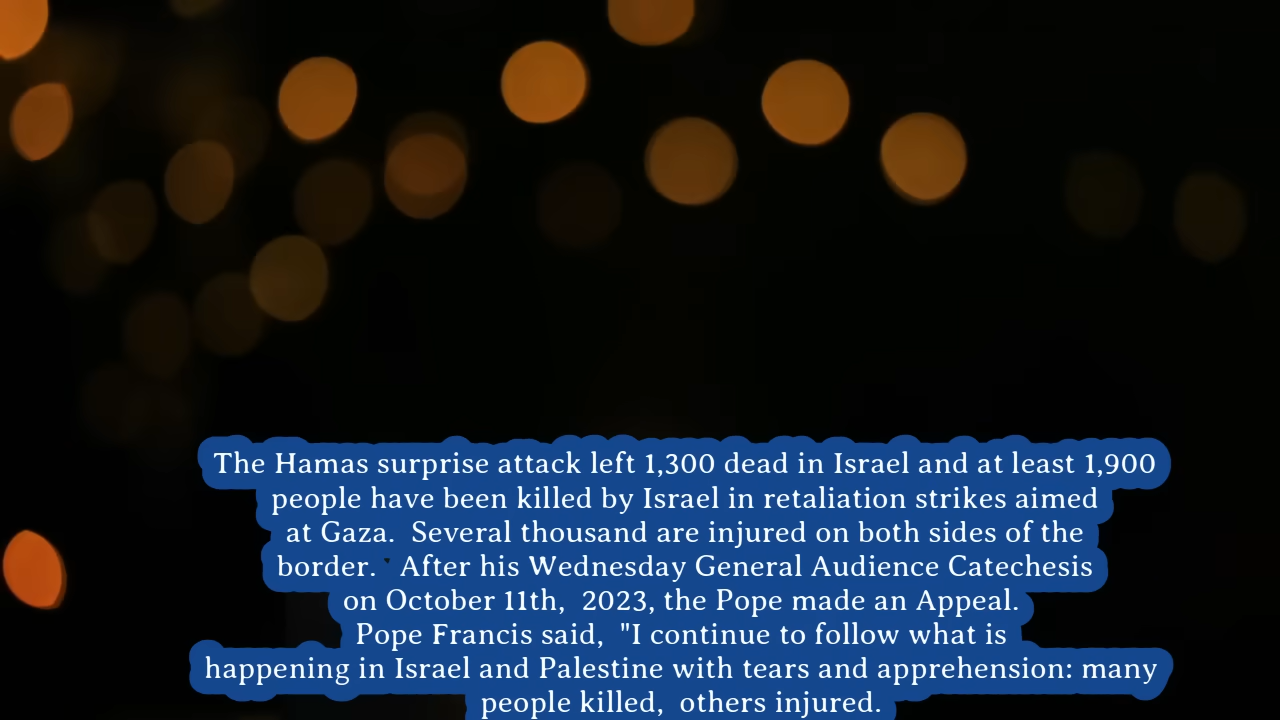 The Hamas surprise attack left 1,300 dead in Israel and at least 1,900
people have been killed by Israel in retaliation strikes aimed
at Gaza.  Several thousand are injured on both sides of the
border.  After his Wednesday General Audience Catechesis
on October 11th,  2023, the Pope made an Appeal.
Pope Francis said,  "I continue to follow what is
happening in Israel and Palestine with tears and apprehension: many
people killed,  others injured.